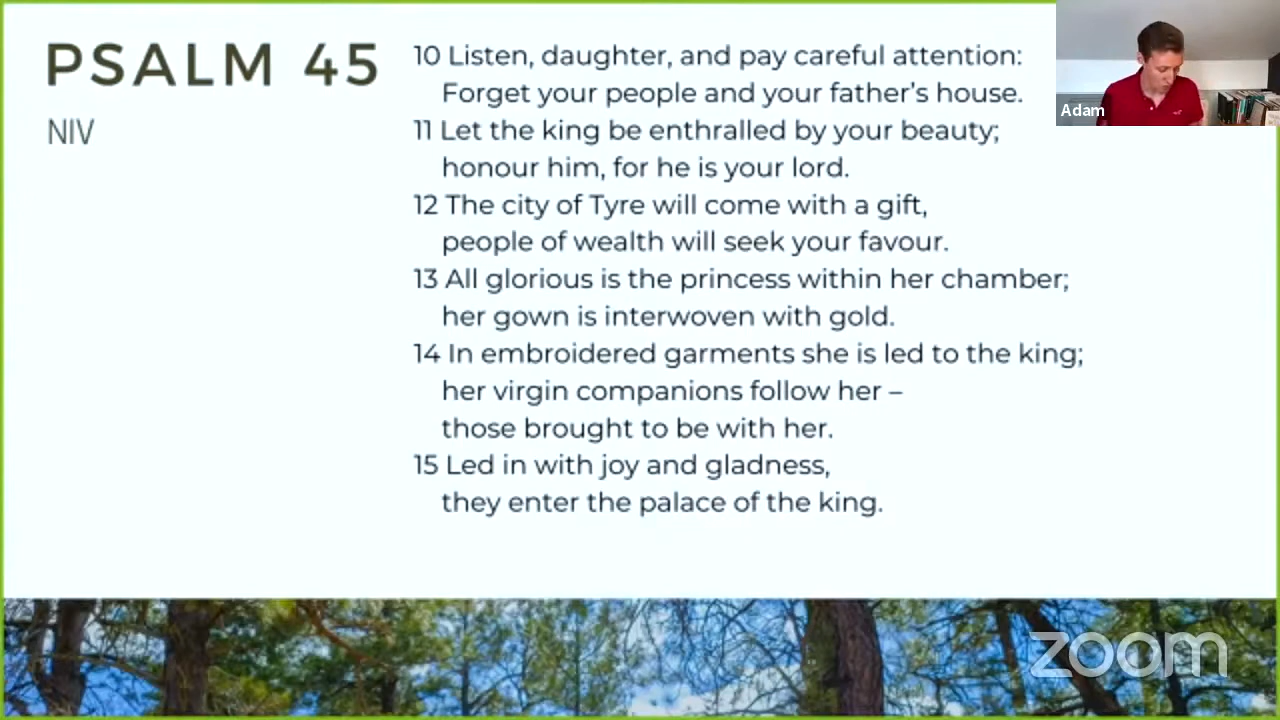 PSALM 45
NIV
10 Listen, daughter, and pay careful attention:
Forget your people and your father’s house.
11 Let the king be enthralled by your beauty;
honour him, for he is your lord.
12 The city of Tyre will come with a gift,
people of wealth will seek your favour.
13 All glorious is the princess within her chamber;
her gown is interwoven with gold.
14 In embroidered garments she is led to the king;
her virgin companions follow her –
those brought to be with her.
15 Led in with joy and gladness,
they enter the palace of the king.
Adam
zoom